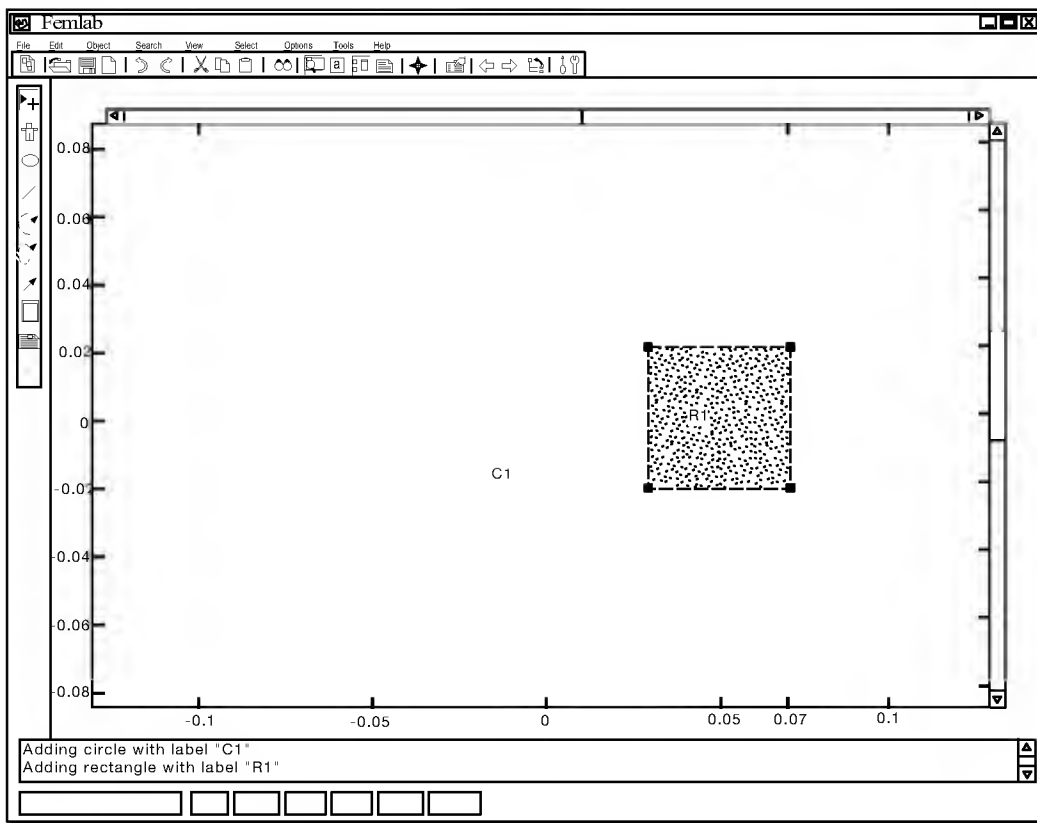 Femlab
File Edit Object Search View Select Options Tools Help
a
0.08
0.06
0.04
0.02
R1
0
C1
-0.02
-0.04
-0.06
-0.08
-0.1 -0.05 0 0.05 0.07 0.1
Adding circle with label "C1"
Adding rectangle with label "R1"